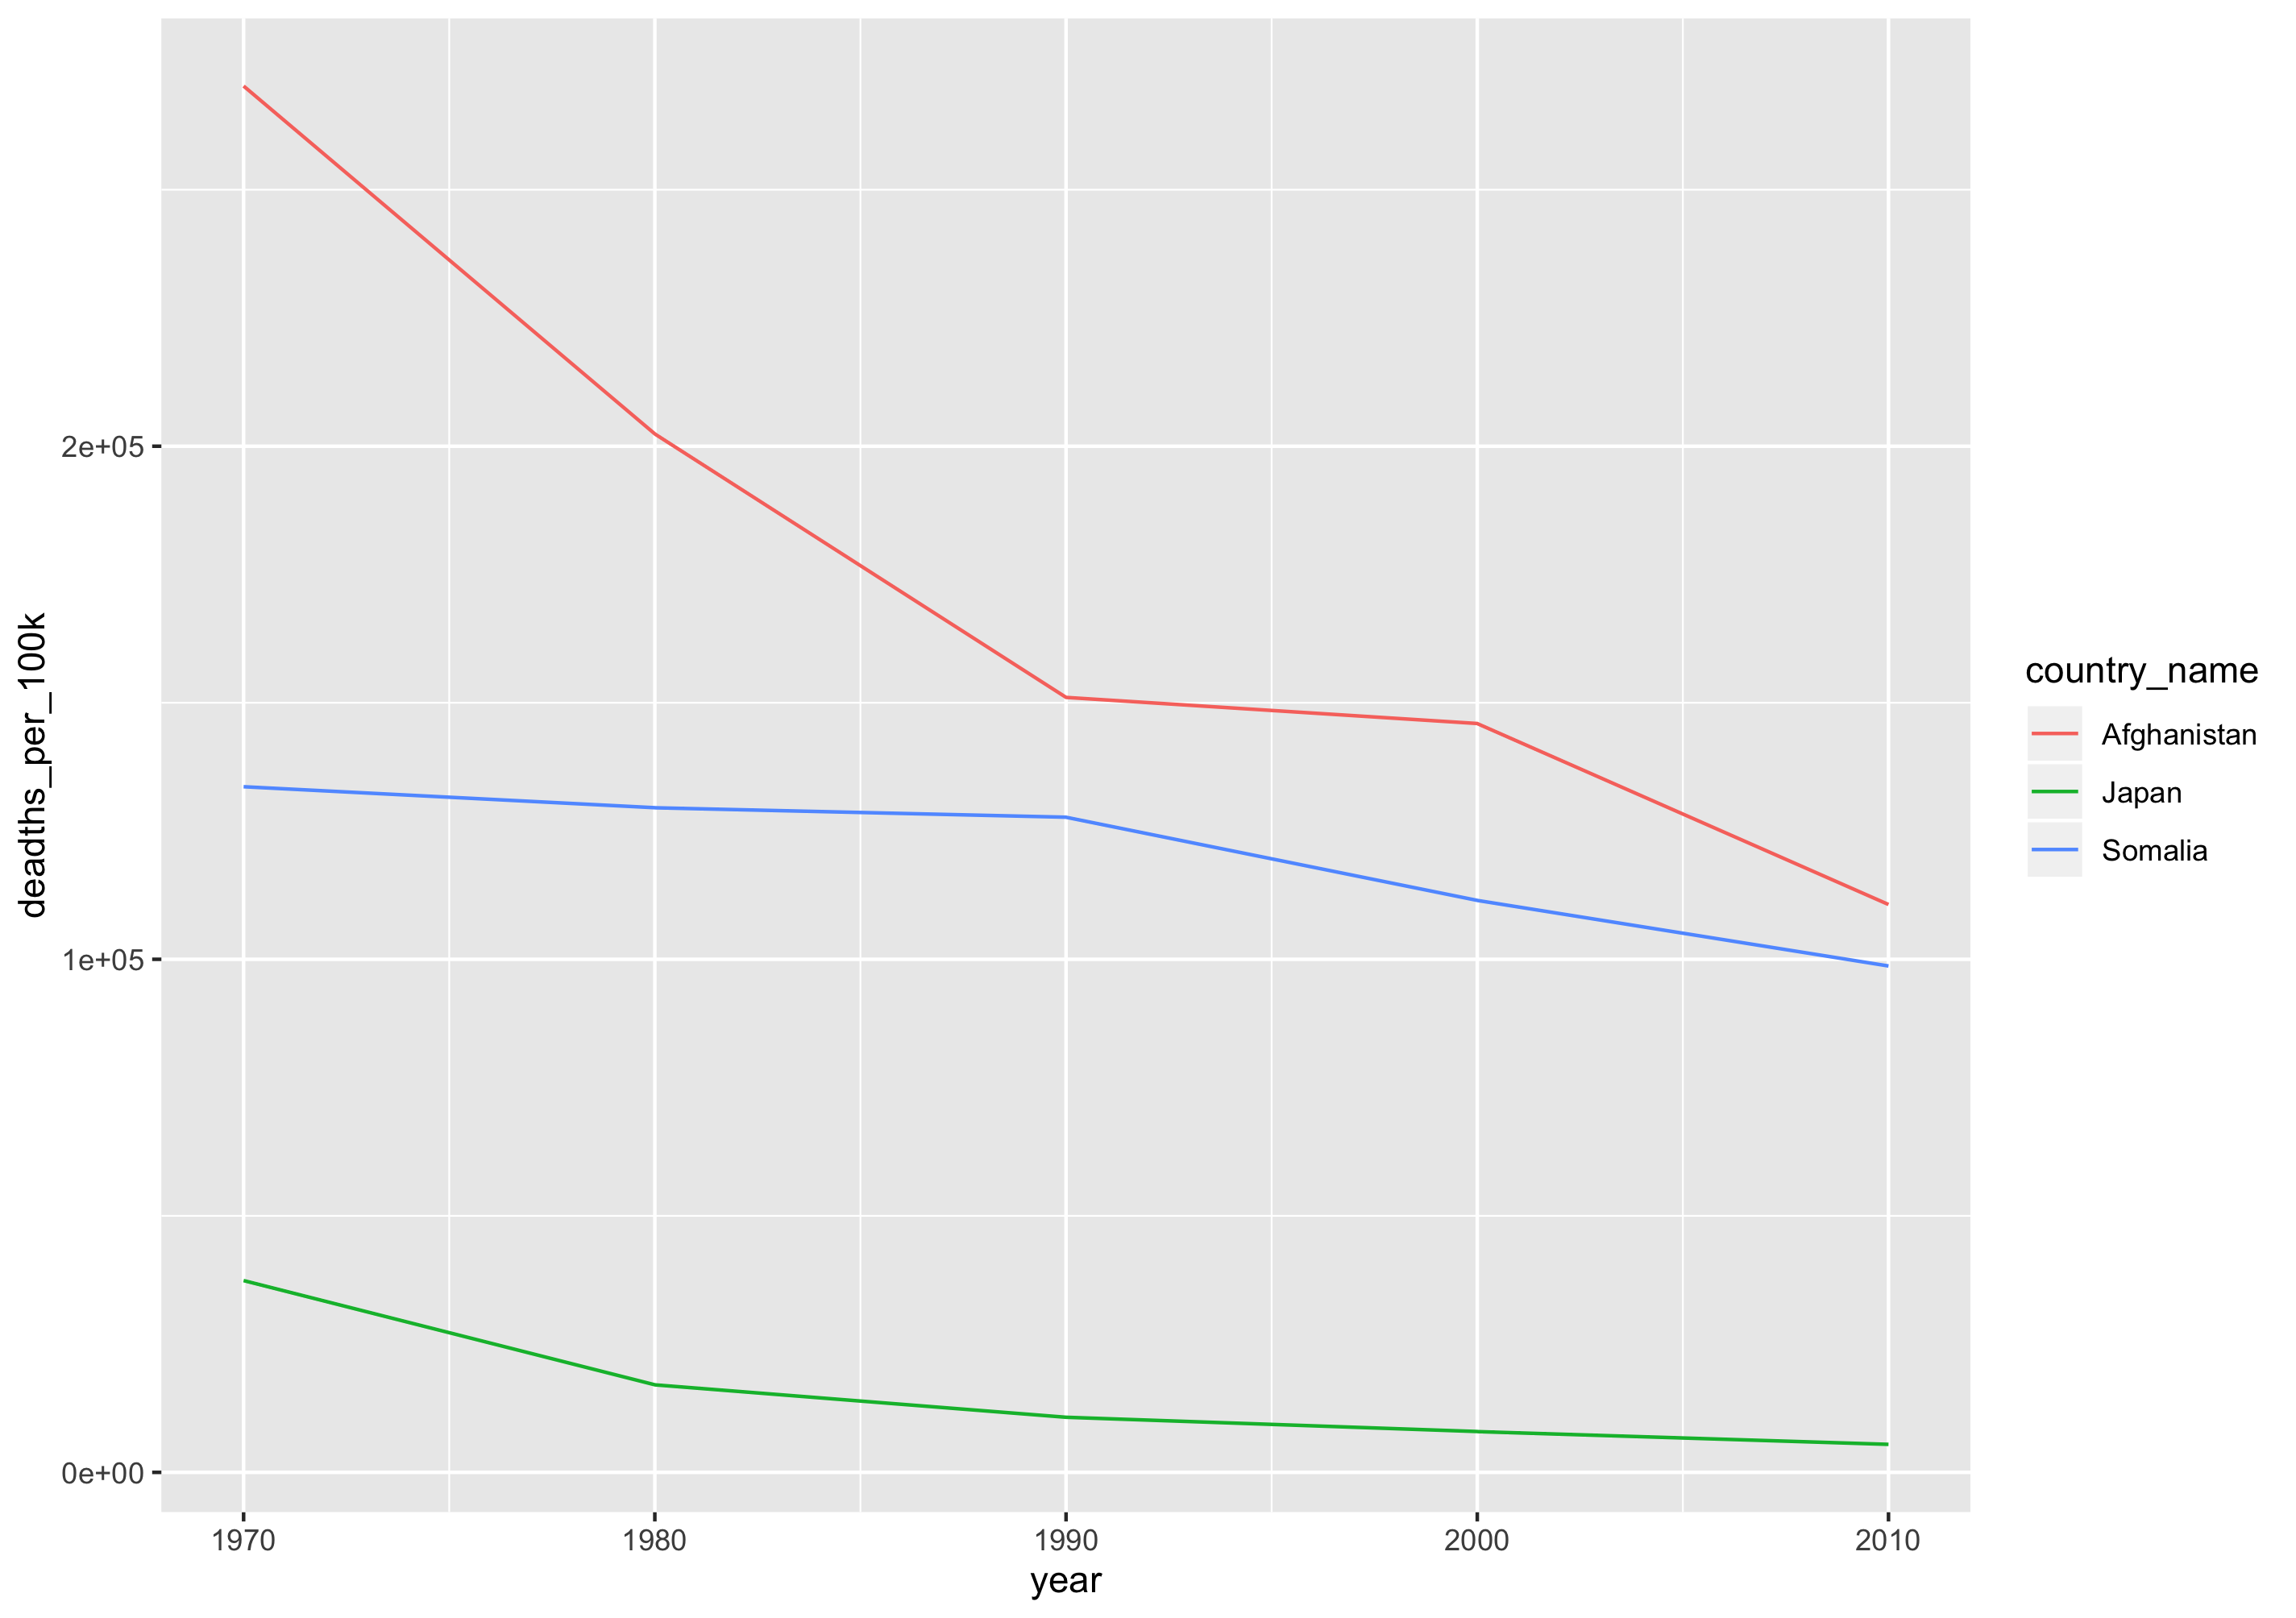 deadths_per_100k
2e+05
1e+05
0e+00
1970
1980
1990
2000
2010
year
country_name
Afghanistan
Japan
Somalia